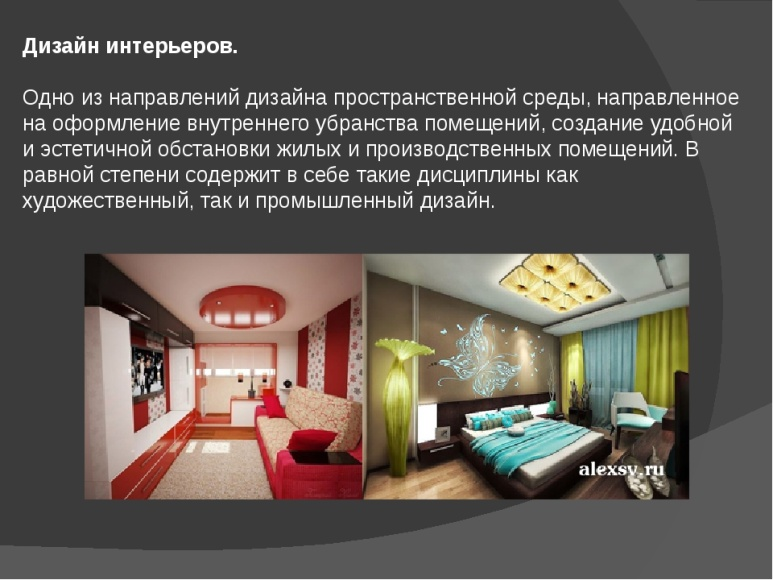 Дизайн интерьеров.
Одно из направлений дизайна пространственной среды, направленное
на оформление внутреннего убранства помещений, создание удобной
и эстетичной обстановки жилых и производственных помещений. В
равной степени содержит в себе такие дисциплины как
художественный, так и промышленный дизайн.
alexsv.ru